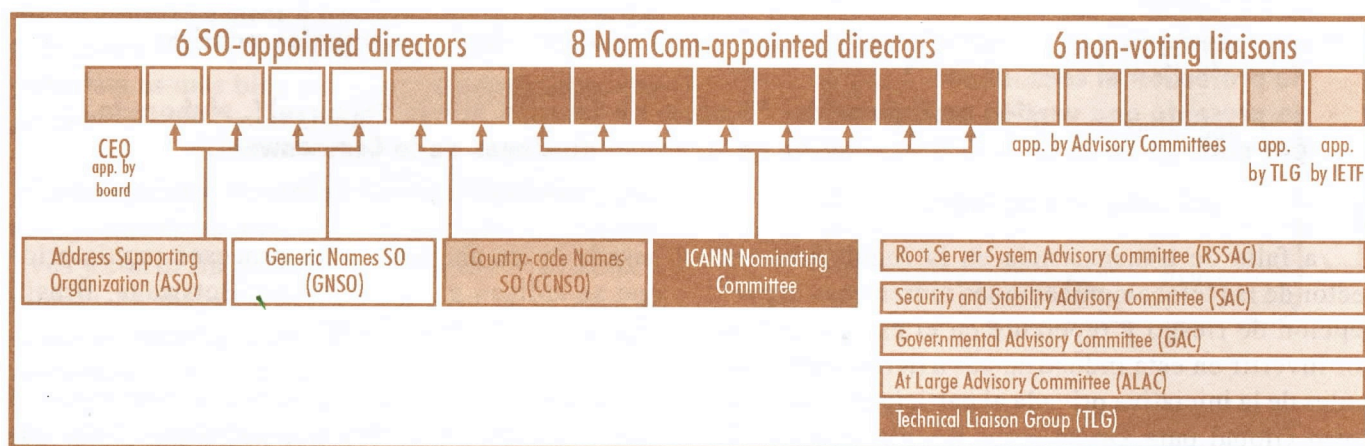 6 SO-appointed directors
8 NomCom-appointed directors
6 non-voting liaisons
CEO
app. by
board
app. by Advisory Committees
app.
by TLG
app.
by IETF
Address Supporting
Organization (ASO)
Generic Names SO
(GNSO)
Country-code Names
SO (CCNSO)
ICANN Nominating
Committee
Root Server System Advisory Committee (RSSAC)
Security and Stability Advisory Committee (SAC)
Governmental Advisory Committee (GAC)
At Large Advisory Committee (ALAC)
Technical Liaison Group (TLG)